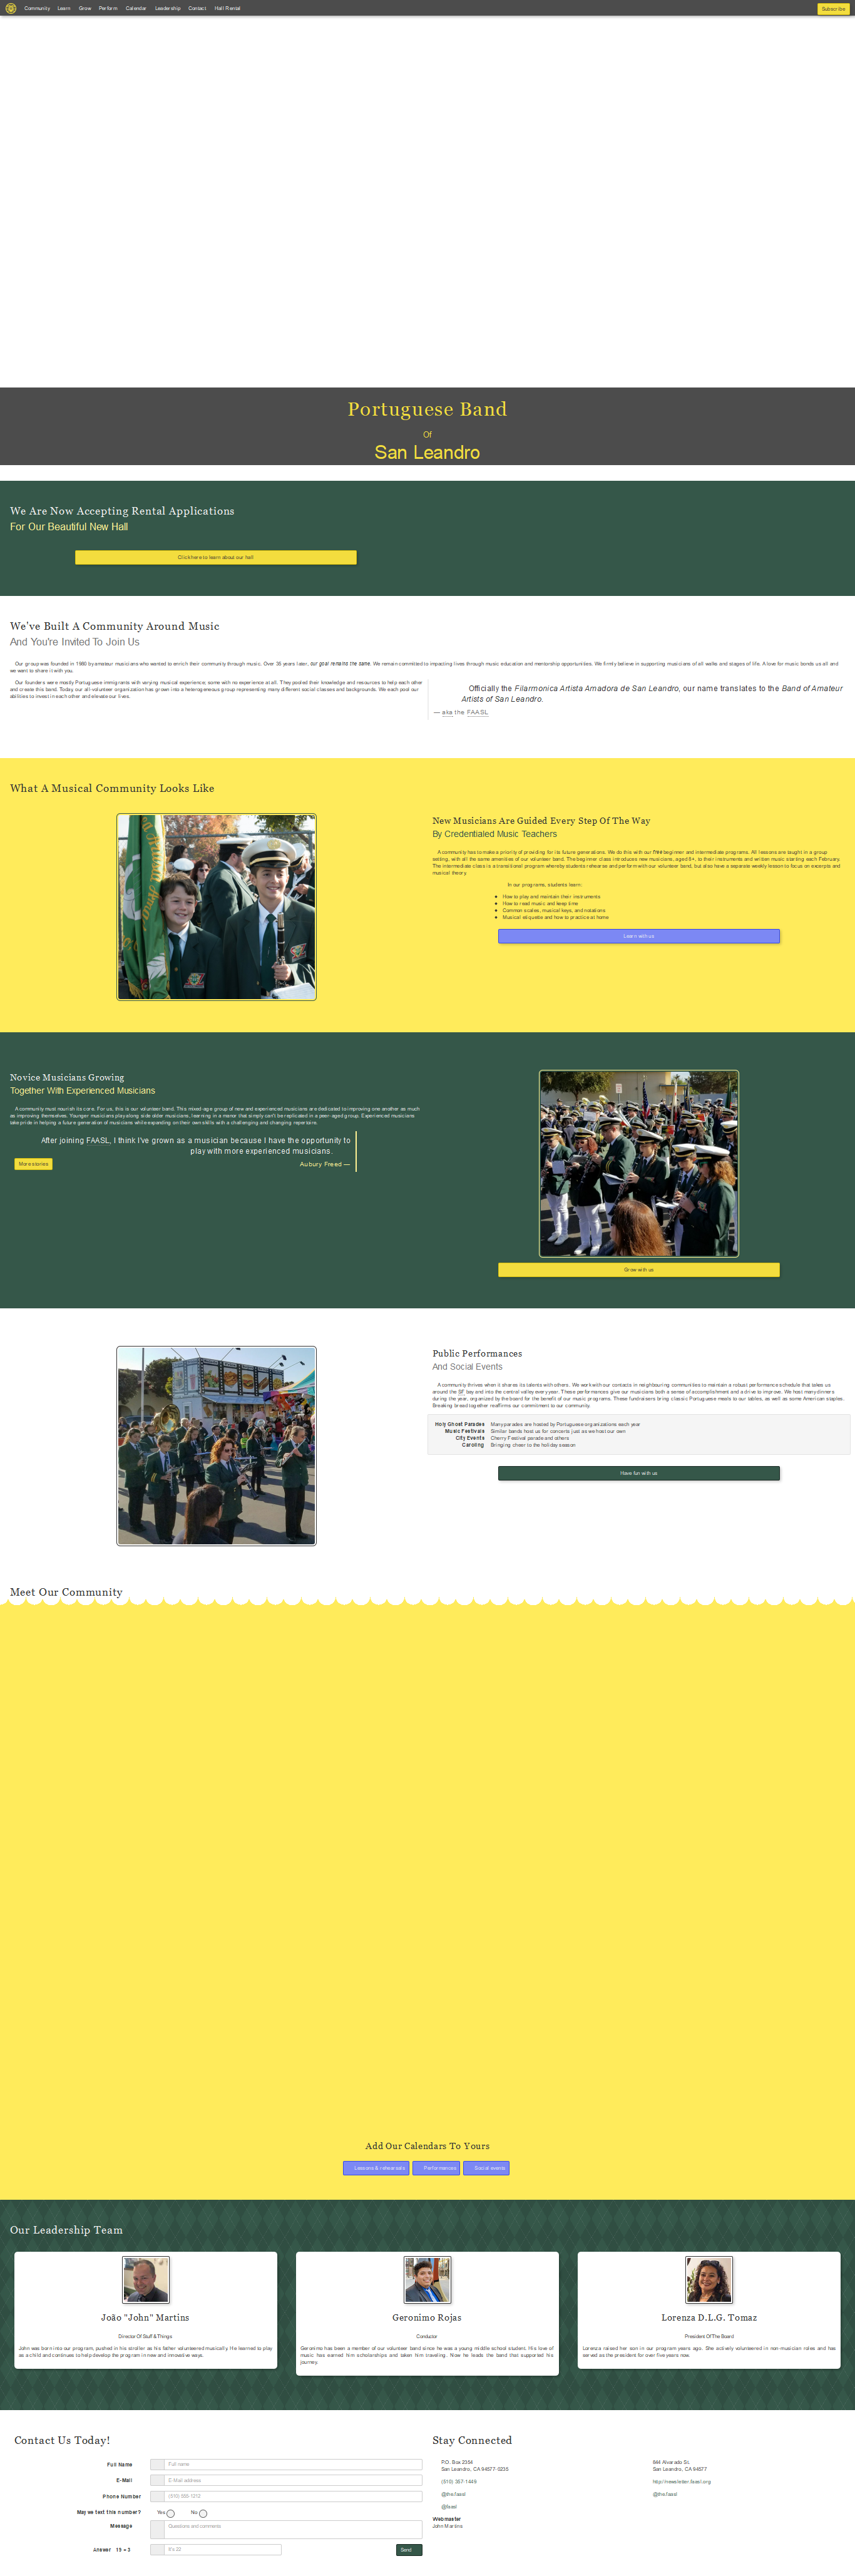 Community Learn Grow Perform Calendar Leadership Contact Hall Rental Subscribe
Portuguese Band
Of
San Leandro
We Are Now Accepting Rental Applications
For Our Beautiful New Hall
Click here to learn about our hall
We've Built A Community Around Music
And You're Invited To Join Us
Our group was founded in 1980 by amateur musicians who wanted to enrich their community through music. Over 35 years later, our goal remains the same. We remain committed to impacting lives through music education and mentorship opportunities. We firmly believe in supporting musicians of all walks and stages of life. A love for music bonds us all and
we want to share it with you.
Our founders were mostly Portuguese immigrants with varying musical experience; some with no experience at all. They pooled their knowledge and resources to help each other
and create this band. Today, our all-volunteer organization has grown into a heterogeneous group representing many different social classes and backgrounds. We each pool our
abilities to invest in each other and elevate our lives.
Officially the Filarmonica Artista Amadora de San Leandro, our name translates to the Band of Amateur
Artists of San Leandro.
— aka the FAASL
What A Musical Community Looks Like
New Musicians Are Guided Every Step Of The Way
By Credentialed Music Teachers
A community has to make a priority of providing for its future generations. We do this with our free beginner and intermediate programs. All lessons are taught in a group
setting, with all the same amenities of our volunteer band. The beginner class introduces new musicians, aged 8+, to their instruments and written music starting each February.
The intermediate class is a transitional program whereby students rehearse and perform with our volunteer band, but also have a separate weekly lesson to focus on an excerpts and
musical theory.
In our programs, students learn:
How to play and maintain their instruments
How to read music and keep time
Common scales, musical keys, and notations
Musical etiquette and how to practice at home
Learn with us
Novice Musicians Growing
Together With Experienced Musicians
A community must nourish its core. For us, this is our volunteer band. This mixed age group of new and experienced musicians are dedicated to improving one another as much
as improving themselves. Younger musicians play along side older musicians, learning in a manor that simply can't be replicated in a peer-aged group. Experienced musicians
take pride in helping a future generation of musicians while expanding on their own skills with a challenging and changing repertoire.
After joining FAASL, I think I've grown as a musician because I have the opportunity to
play with more experienced musicians.
Aubury Freed —
More stories
Grow with us
Public Performances
And Social Events
A community thrives when it shares its talents with others. We work with our contacts in neighbouring communities to maintain a robust performance schedule that takes us
around the SF bay and into the central valley every year. These performances give our musicians both a sense of accomplishment and a drive to improve. We host many dinners
during the year, organized by the board for the benefit of our music programs. These fundraisers bring classic Portuguese meals to our tables, as well as some American staples.
Breaking bread together reaffirms our commitment to our community.
Holy Ghost Parades Many parades are hosted by Portuguese organizations each year
Music Festivals Similar bands host us for concerts just as we host our own
City Events Cherry Festival parade and others
Caroling Bringing cheer to the holiday season
Have fun with us
Meet Our Community
Add Our Calendars To Yours
Lessons & rehearsals Performances Social events
Our Leadership Team
João "John" Martins
Director Of Stuff & Things
John was born into our program, pushed in his stroller as his father volunteered musically. He learned to play
as a child and continues to help develop the program in new and innovative ways.
Geronimo Rojas
Conductor
Geronimo has been a member of our volunteer band since he was a young middle school student. His love of
music has earned him scholarships and taken him traveling. Now he leads the band that supported his
journey.
Lorenza D.L.G. Tomaz
President Of The Board
Lorenza raised her son in our program years ago. She actively volunteered in non-musician roles and has
served as the president for over five years now.
Contact Us Today!
Full Name Full name
E-Mail E-Mail address
Phone Number (510) 555-1212
May we text this number? Yes No
Message Questions and comments
Answer 19 + 3 It's 22
Send
Stay Connected
P.O. Box 2354
San Leandro, CA 94577-0235
(510) 357-1449
@the.faasl
@faasl
Webmaster
John Martins
644 Alvarado St.
San Leandro, CA 94577
http://newsletter.faasl.org
@the.faasl